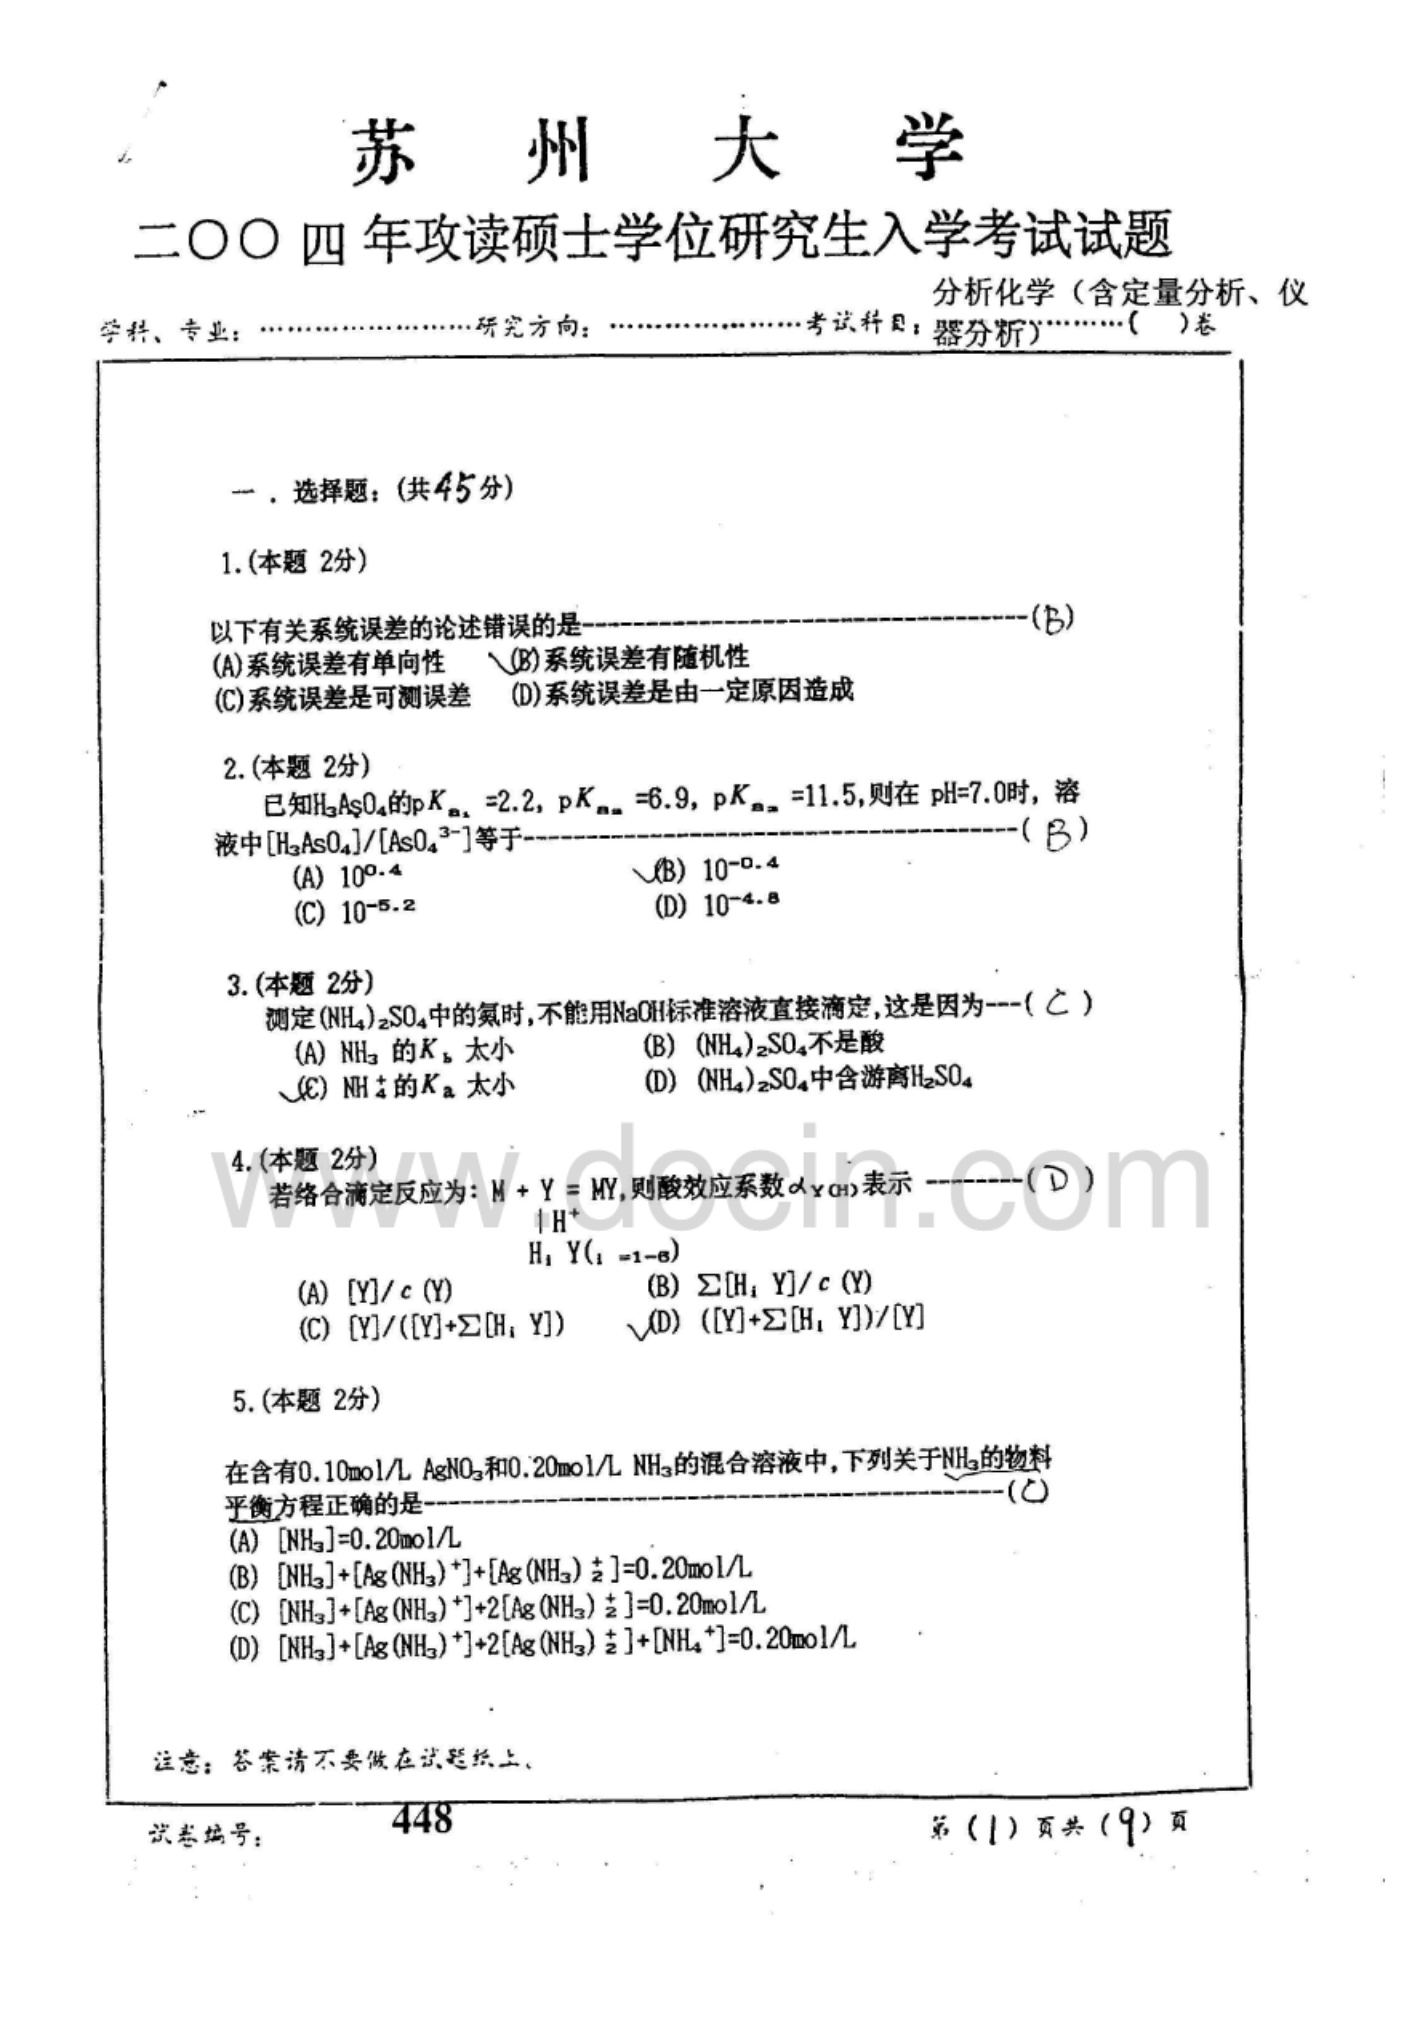 苏州大学
二〇〇四年攻读硕士学位研究生入学考试试题
分析化学（含定量分析、仪
学科、专业：……………………研究方向：…………………考试科目：器分析）………( )卷
一．选择题：(共45分)
1.(本题 2分)
以下有关系统误差的论述错误的是-----------------------------------(B)
(A)系统误差有单向性 (B)系统误差有随机性
(C)系统误差是可测误差 (D)系统误差是由一定原因造成
2.(本题 2分)
已知H₃AsO₄的pKa₁ =2.2, pKa₂ =6.9, pKa₃ =11.5,则在 pH=7.0时, 溶
液中[H₃AsO₄]/[AsO₄³⁻]等于---------------------------------------(B)
(A) 10⁰·⁴ (B) 10⁻⁰·⁴
(C) 10⁻⁵·² (D) 10⁻⁴·⁸
3.(本题 2分)
测定(NH₄)₂SO₄中的氮时,不能用NaOH标准溶液直接滴定,这是因为---(C)
(A) NH₃ 的K b 太小 (B) (NH₄)₂SO₄不是酸
(C) NH₄⁺的K a 太小 (D) (NH₄)₂SO₄中含游离H₂SO₄
www.docin.com
4.(本题 2分)
若络合滴定反应为: M + Y = MY,则酸效应系数αY(H)表示 --------(D)
|H⁺
Hi Y(i =1-6)
(A) [Y]/c(Y) (B) ∑[Hi Y]/c(Y)
(C) [Y]/([Y]+∑[Hi Y]) (D) ([Y]+∑[Hi Y])/[Y]
5.(本题 2分)
在含有0.10mol/L AgNO₃和0.20mol/L NH₃的混合溶液中,下列关于NH₃的物料
平衡方程正确的是----------------------------------------------(C)
(A) [NH₃]=0.20mol/L
(B) [NH₃]+[Ag(NH₃)⁺]+[Ag(NH₃)₂⁺]=0.20mol/L
(C) [NH₃]+[Ag(NH₃)⁺]+2[Ag(NH₃)₂⁺]=0.20mol/L
(D) [NH₃]+[Ag(NH₃)⁺]+2[Ag(NH₃)₂⁺]+[NH₄⁺]=0.20mol/L
注意：答案请不要做在试题纸上、
试卷编号： 448 第(1)页共(9)页